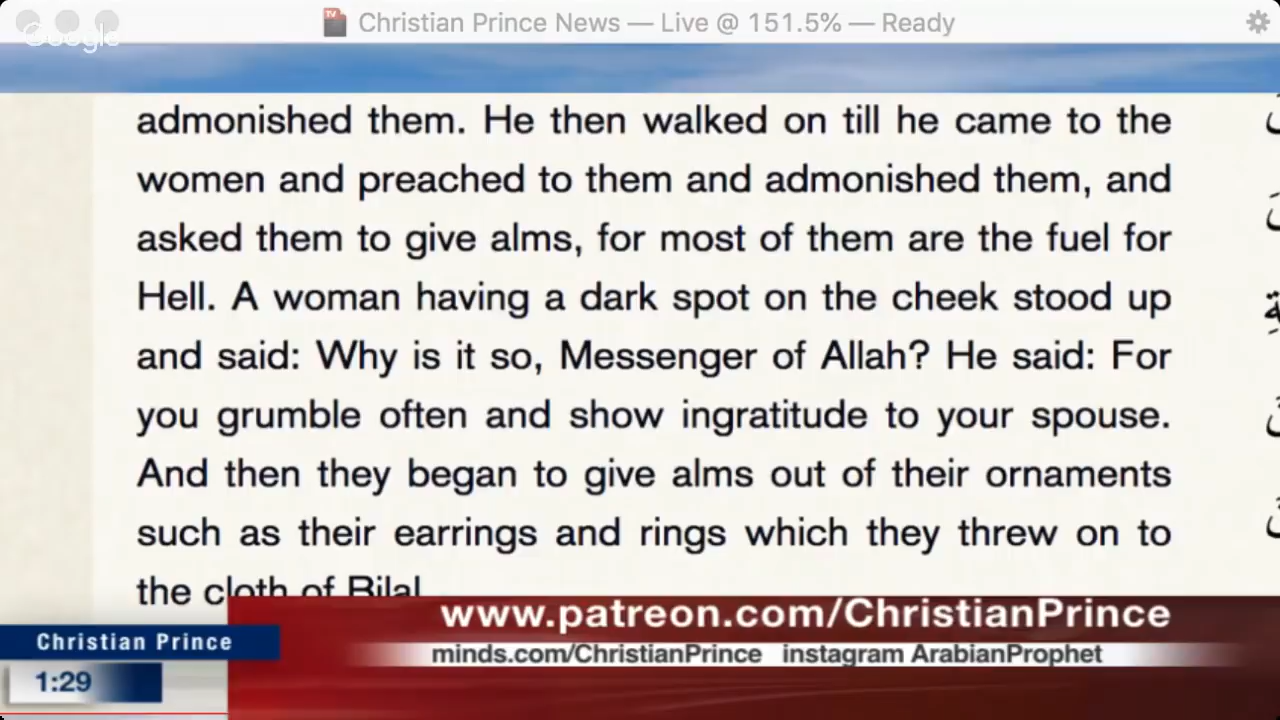 Christian Prince News — Live @ 151.5% — Ready
Google
admonished them. He then walked on till he came to the
women and preached to them and admonished them, and
asked them to give alms, for most of them are the fuel for
Hell. A woman having a dark spot on the cheek stood up
and said: Why is it so, Messenger of Allah? He said: For
you grumble often and show ingratitude to your spouse.
And then they began to give alms out of their ornaments
such as their earrings and rings which they threw on to
the cloth of Bilal
www.patreon.com/ChristianPrince
Christian Prince
minds.com/ChristianPrince instagram ArabianProphet
1:29